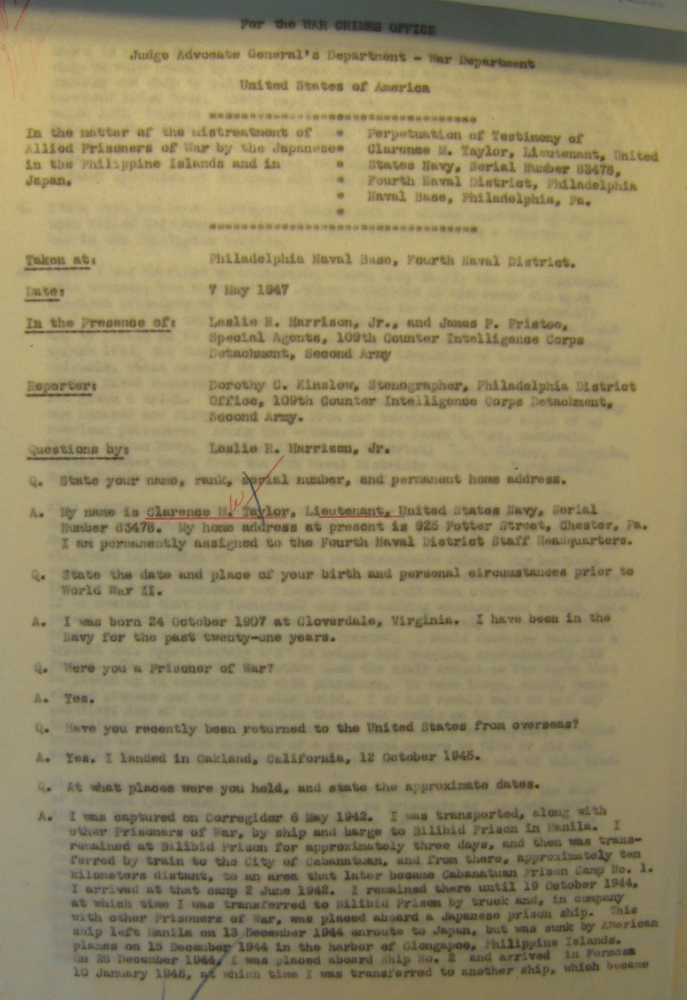 For the WAR CRIMES OFFICE
Judge Advocate General's Department - War Department
United States of America
****************************************
In the matter of the mistreatment of * Perpetuation of Testimony of
Allied Prisoners of War by the Japanese* Clarence M. Taylor, Lieutenant, United
in the Philippine Islands and in * States Navy, Serial Number 83478,
Japan. * Fourth Naval District, Philadelphia
* Naval Base, Philadelphia, Pa.
*
****************************************
Taken at: Philadelphia Naval Base, Fourth Naval District.
Date: 7 May 1947
In the Presence of: Leslie H. Harrison, Jr., and James P. Pristoe,
Special Agents, 109th Counter Intelligence Corps
Detachment, Second Army
Reporter: Dorothy C. Kinslow, Stenographer, Philadelphia District
Office, 109th Counter Intelligence Corps Detachment,
Second Army.
Questions by: Leslie H. Harrison, Jr.
Q. State your name, rank, serial number, and permanent home address.
W
A. My name is Clarence M. Taylor, Lieutenant, United States Navy, Serial
Number 83478. My home address at present is 925 Potter Street, Chester, Pa.
I am permanently assigned to the Fourth Naval District Staff Headquarters.
Q. State the date and place of your birth and personal circumstances prior to
World War II.
A. I was born 24 October 1907 at Cloverdale, Virginia. I have been in the
Navy for the past twenty-one years.
Q. Were you a Prisoner of War?
A. Yes.
Q. Have you recently been returned to the United States from overseas?
A. Yes. I landed in Oakland, California, 12 October 1945.
Q. At what places were you held, and state the approximate dates.
A. I was captured on Corregidor 6 May 1942. I was transported, along with
other Prisoners of War, by ship and barge to Bilibid Prison in Manila. I
remained at Bilibid Prison for approximately three days, and then was trans-
ferred by train to the City of Cabanatuan, and from there, approximately ten
kilometers distant, to an area that later became Cabanatuan Prison Camp No. 1.
I arrived at that camp 2 June 1942. I remained there until 19 October 1944,
at which time I was transferred to Bilibid Prison by truck and, in company
with other Prisoners of War, was placed aboard a Japanese prison ship. This
ship left Manila on 13 December 1944 enroute to Japan, but was sunk by American
planes on 15 December 1944 in the harbor of Olongapoe, Philippine Islands.
On 28 December 1944, I was placed aboard Ship No. 2 and arrived in Formosa
10 January 1945, at which time I was transferred to another ship, which became